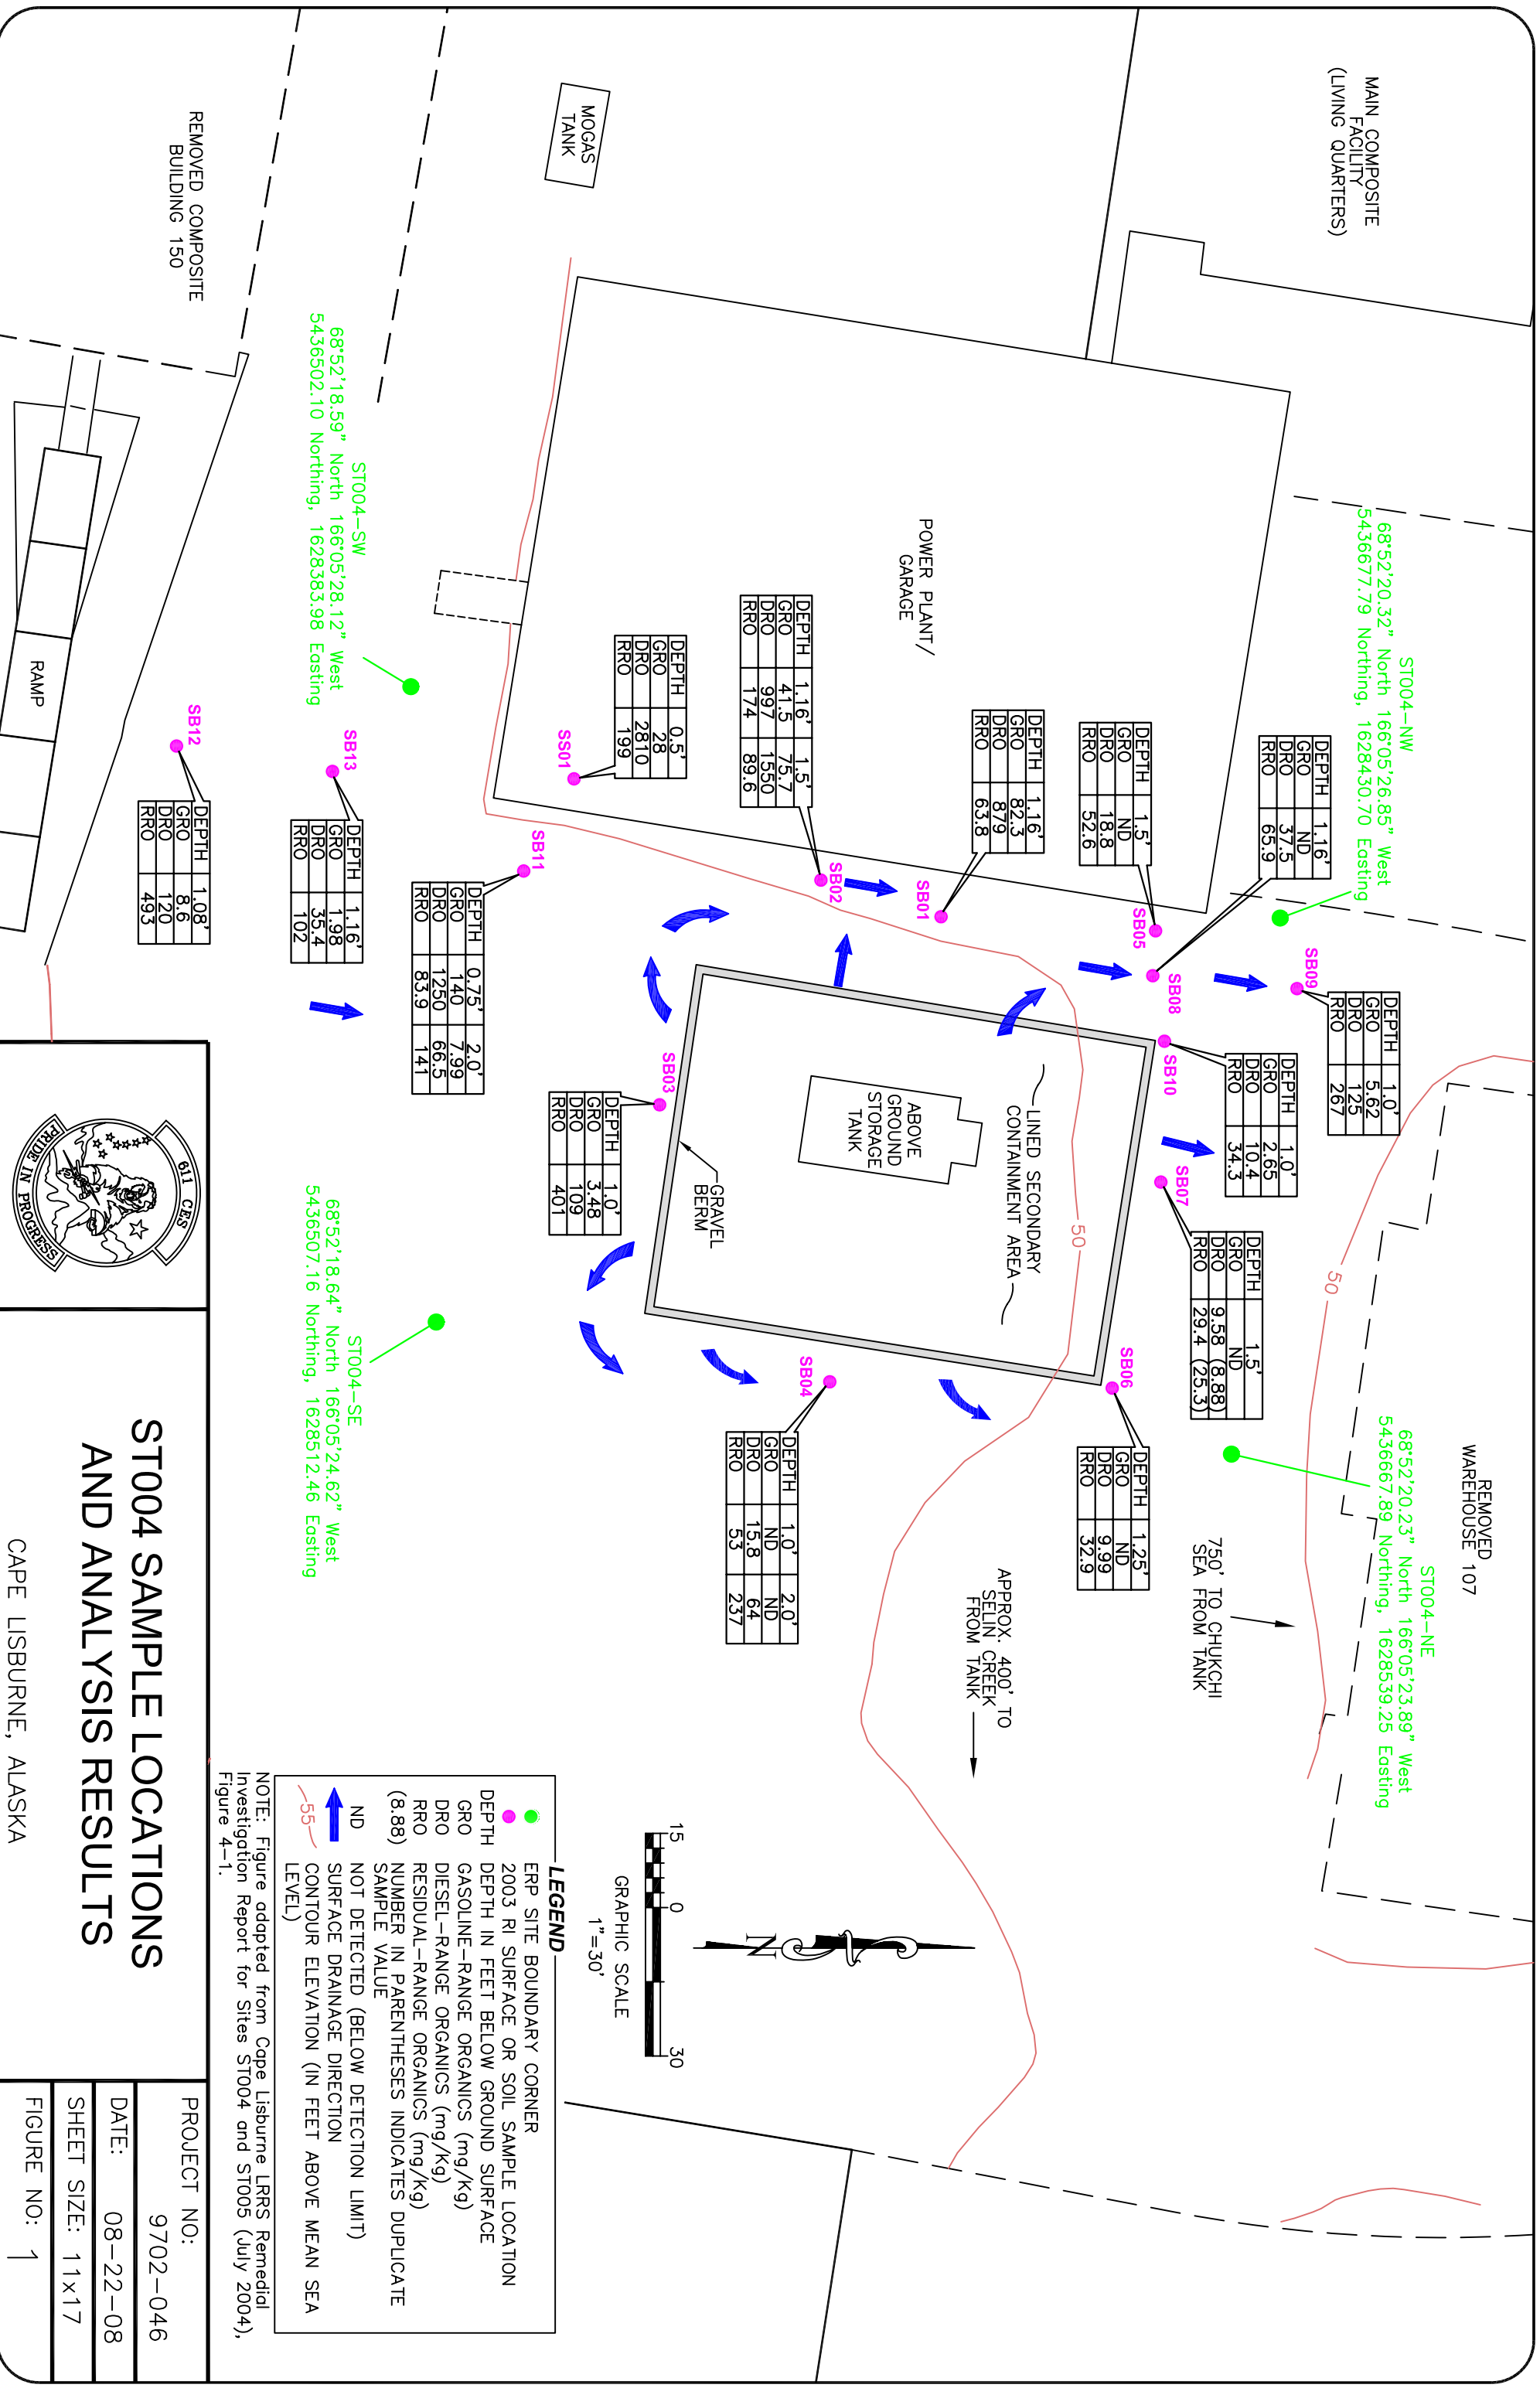 MAIN COMPOSITE
FACILITY
(LIVING QUARTERS)
MOGAS
TANK
REMOVED COMPOSITE
BUILDING 150
POWER PLANT/
GARAGE
RAMP
ST004-NW
68°52'20.32" North 166°05'26.85" West
5436677.79 Northing, 1628430.70 Easting
ST004-SW
68°52'18.59" North 166°05'28.12" West
5436502.10 Northing, 1628383.98 Easting
ST004-NE
68°52'20.23" North 166°05'23.89" West
5436667.89 Northing, 1628539.25 Easting
ST004-SE
68°52'18.64" North 166°05'24.62" West
5436507.16 Northing, 1628512.46 Easting
SB08
DEPTH 1.16'
GRO ND
DRO 37.5
RRO 65.9
SB05
DEPTH 1.5'
GRO ND
DRO 18.8
RRO 52.6
SB01
DEPTH 1.16'
GRO 82.3
DRO 879
RRO 63.8
SB02
DEPTH 1.16' 1.5'
GRO 41.5 75.7
DRO 997 1550
RRO 174 89.6
SS01
DEPTH 0.5'
GRO 28
DRO 2810
RRO 199
SB09
DEPTH 1.0'
GRO 5.62
DRO 125
RRO 267
SB10
DEPTH 1.0'
GRO 2.65
DRO 10.4
RRO 34.3
SB07
DEPTH 1.5'
GRO ND
DRO 9.58 (8.88)
RRO 29.4 (25.3)
SB06
DEPTH 1.25'
GRO ND
DRO 9.99
RRO 32.9
SB04
DEPTH 1.0' 2.0'
GRO ND ND
DRO 15.8 64
RRO 53 237
SB03
DEPTH 1.0'
GRO 3.48
DRO 109
RRO 401
SB11
DEPTH 0.75' 2.0'
GRO 140 7.99
DRO 1250 66.5
RRO 83.9 141
SB13
DEPTH 1.16'
GRO 1.98
DRO 35.4
RRO 102
SB12
DEPTH 1.08'
GRO 8.6
DRO 120
RRO 493
LINED SECONDARY
CONTAINMENT AREA
ABOVE
GROUND
STORAGE
TANK
GRAVEL
BERM
50
50
REMOVED
WAREHOUSE 107
750' TO CHUKCHI
SEA FROM TANK
APPROX. 400' TO
SELIN CREEK
FROM TANK
N
15 0 30
GRAPHIC SCALE
1"=30'
LEGEND
ERP SITE BOUNDARY CORNER
2003 RI SURFACE OR SOIL SAMPLE LOCATION
DEPTH DEPTH IN FEET BELOW GROUND SURFACE
GRO GASOLINE-RANGE ORGANICS (mg/Kg)
DRO DIESEL-RANGE ORGANICS (mg/Kg)
RRO RESIDUAL-RANGE ORGANICS (mg/Kg)
(8.88) NUMBER IN PARENTHESES INDICATES DUPLICATE
SAMPLE VALUE
ND NOT DETECTED (BELOW DETECTION LIMIT)
SURFACE DRAINAGE DIRECTION
55 CONTOUR ELEVATION (IN FEET ABOVE MEAN SEA
LEVEL)
NOTE: Figure adapted from Cape Lisburne LRRS Remedial
Investigation Report for Sites ST004 and ST005 (July 2004),
Figure 4-1.
611 CES
PRIDE IN PROGRESS
ST004 SAMPLE LOCATIONS
AND ANALYSIS RESULTS
CAPE LISBURNE, ALASKA
PROJECT NO:
9702-046
DATE: 08-22-08
SHEET SIZE: 11x17
FIGURE NO: 1